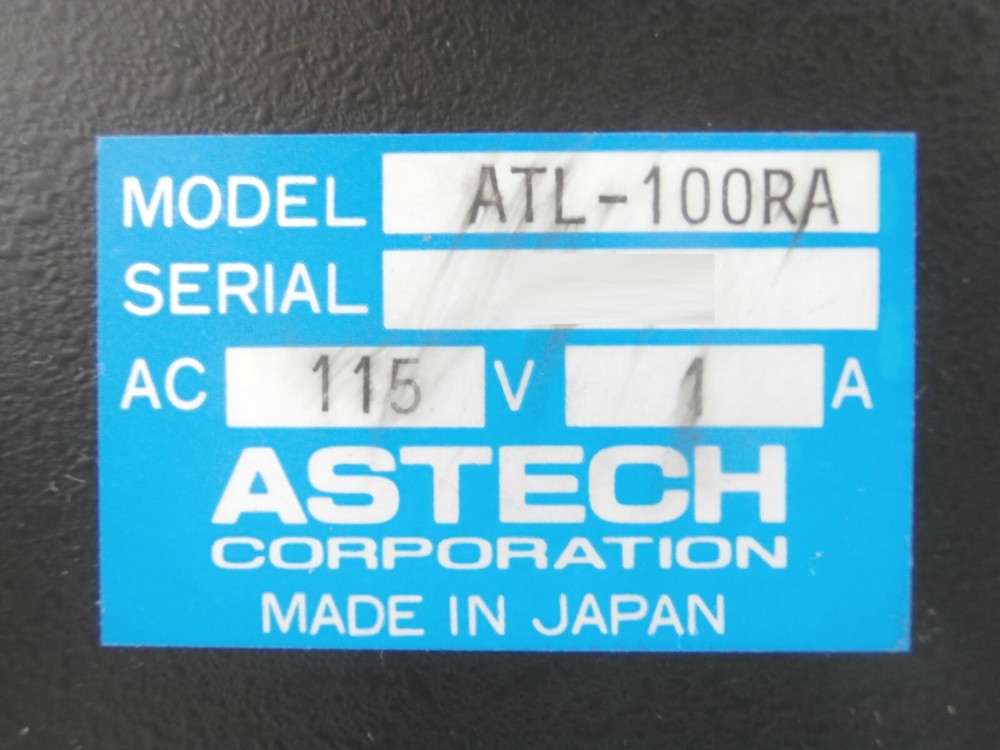 MODEL ATL-100RA
SERIAL
AC 115 V 1 A
ASTECH
CORPORATION
MADE IN JAPAN